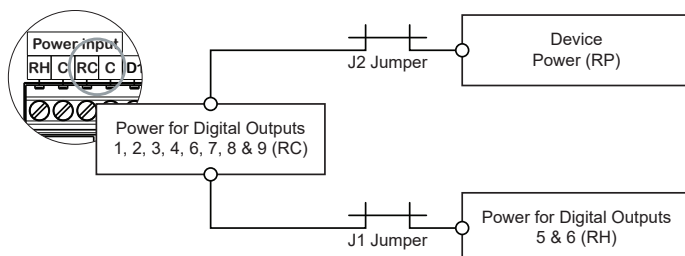 Power input
RH C RC C D1
J2 Jumper
Device
Power (RP)
Power for Digital Outputs
1, 2, 3, 4, 6, 7, 8 & 9 (RC)
J1 Jumper
Power for Digital Outputs
5 & 6 (RH)